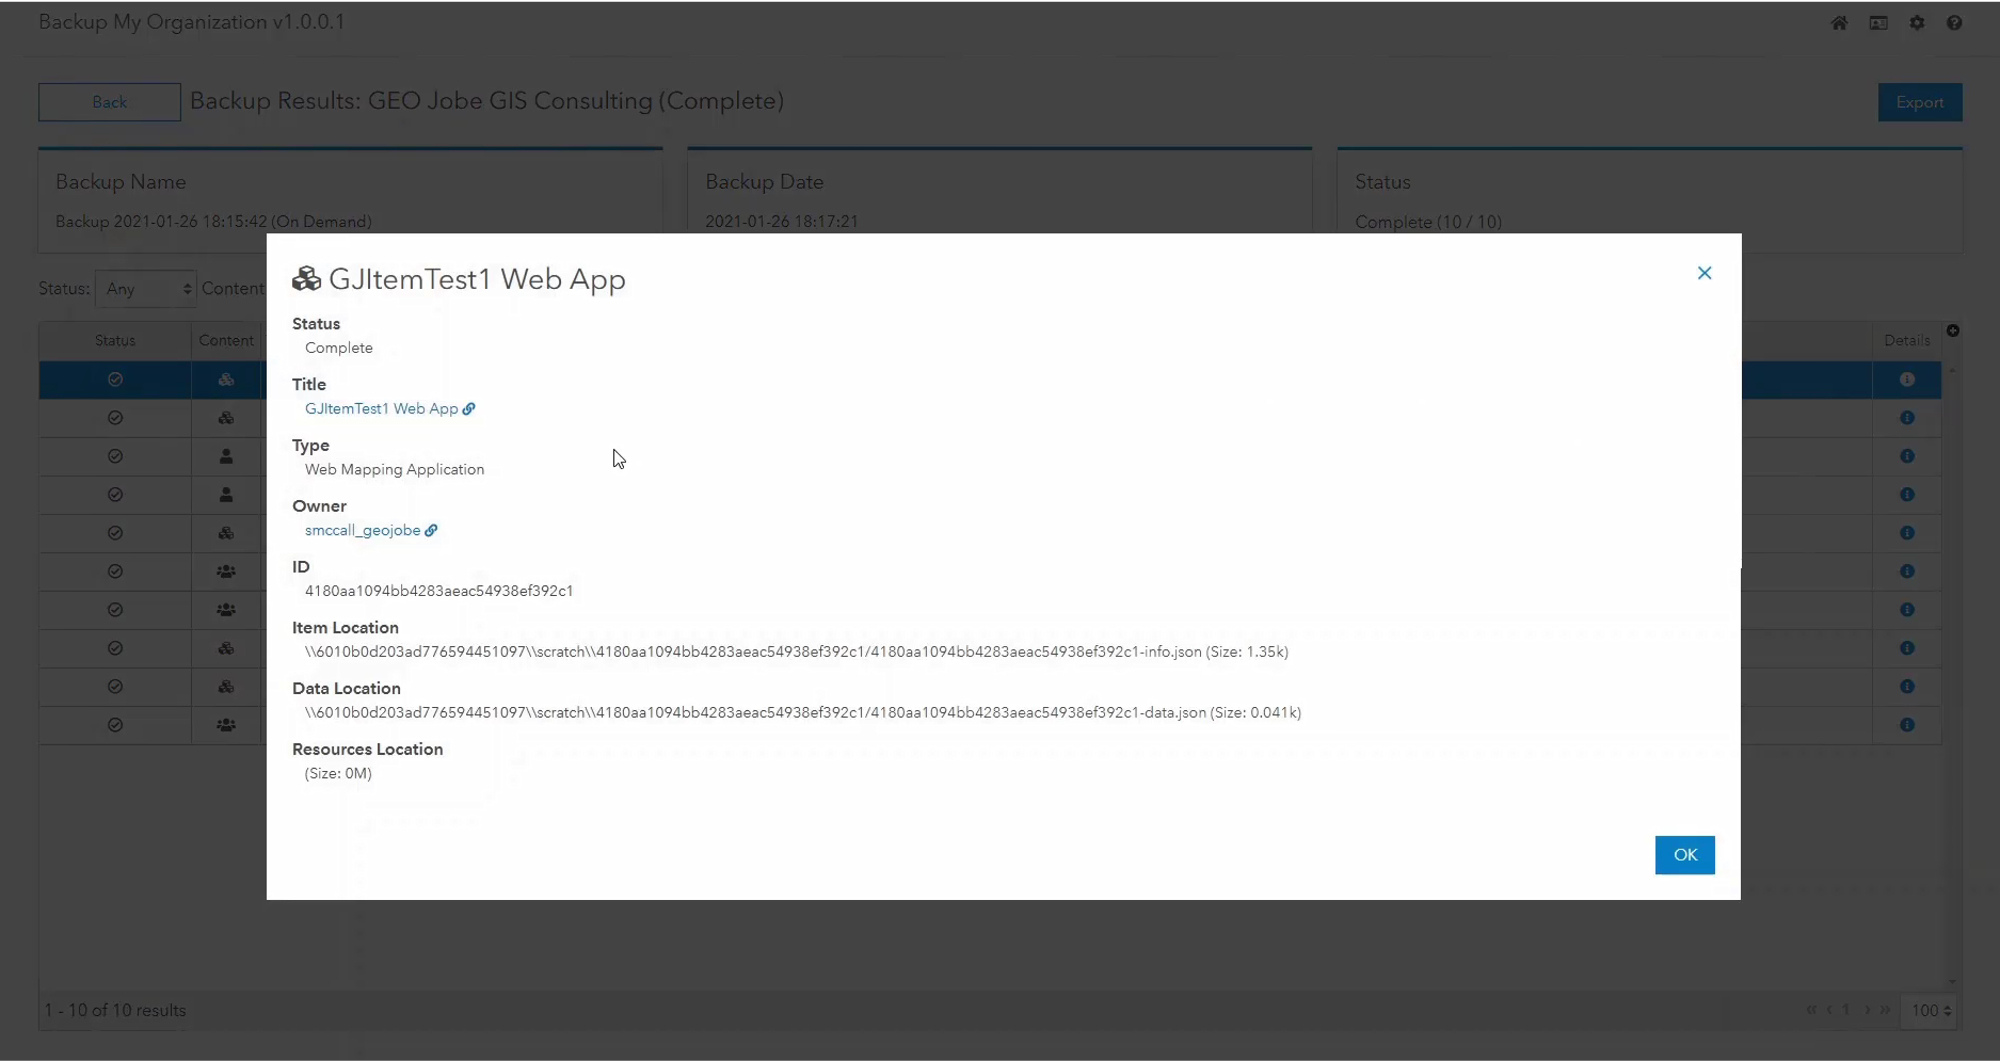 Backup My Organization v1.0.0.1
Back
Backup Results: GEO Jobe GIS Consulting (Complete)
Export
Backup Name
Backup 2021-01-26 18:15:42 (On Demand)
Backup Date
2021-01-26 18:17:21
Status
Complete (10 / 10)
Status: Any Content
Status Content Details
GJItemTest1 Web App
Status
Complete
Title
GJItemTest1 Web App
Type
Web Mapping Application
Owner
smccall_geojobe
ID
4180aa1094bb4283aeac54938ef392c1
Item Location
\\6010b0d203ad776594451097\\scratch\\4180aa1094bb4283aeac54938ef392c1/4180aa1094bb4283aeac54938ef392c1-info.json (Size: 1.35k)
Data Location
\\6010b0d203ad776594451097\\scratch\\4180aa1094bb4283aeac54938ef392c1/4180aa1094bb4283aeac54938ef392c1-data.json (Size: 0.041k)
Resources Location
(Size: 0M)
OK
1 - 10 of 10 results
« ‹ 1 › » 100